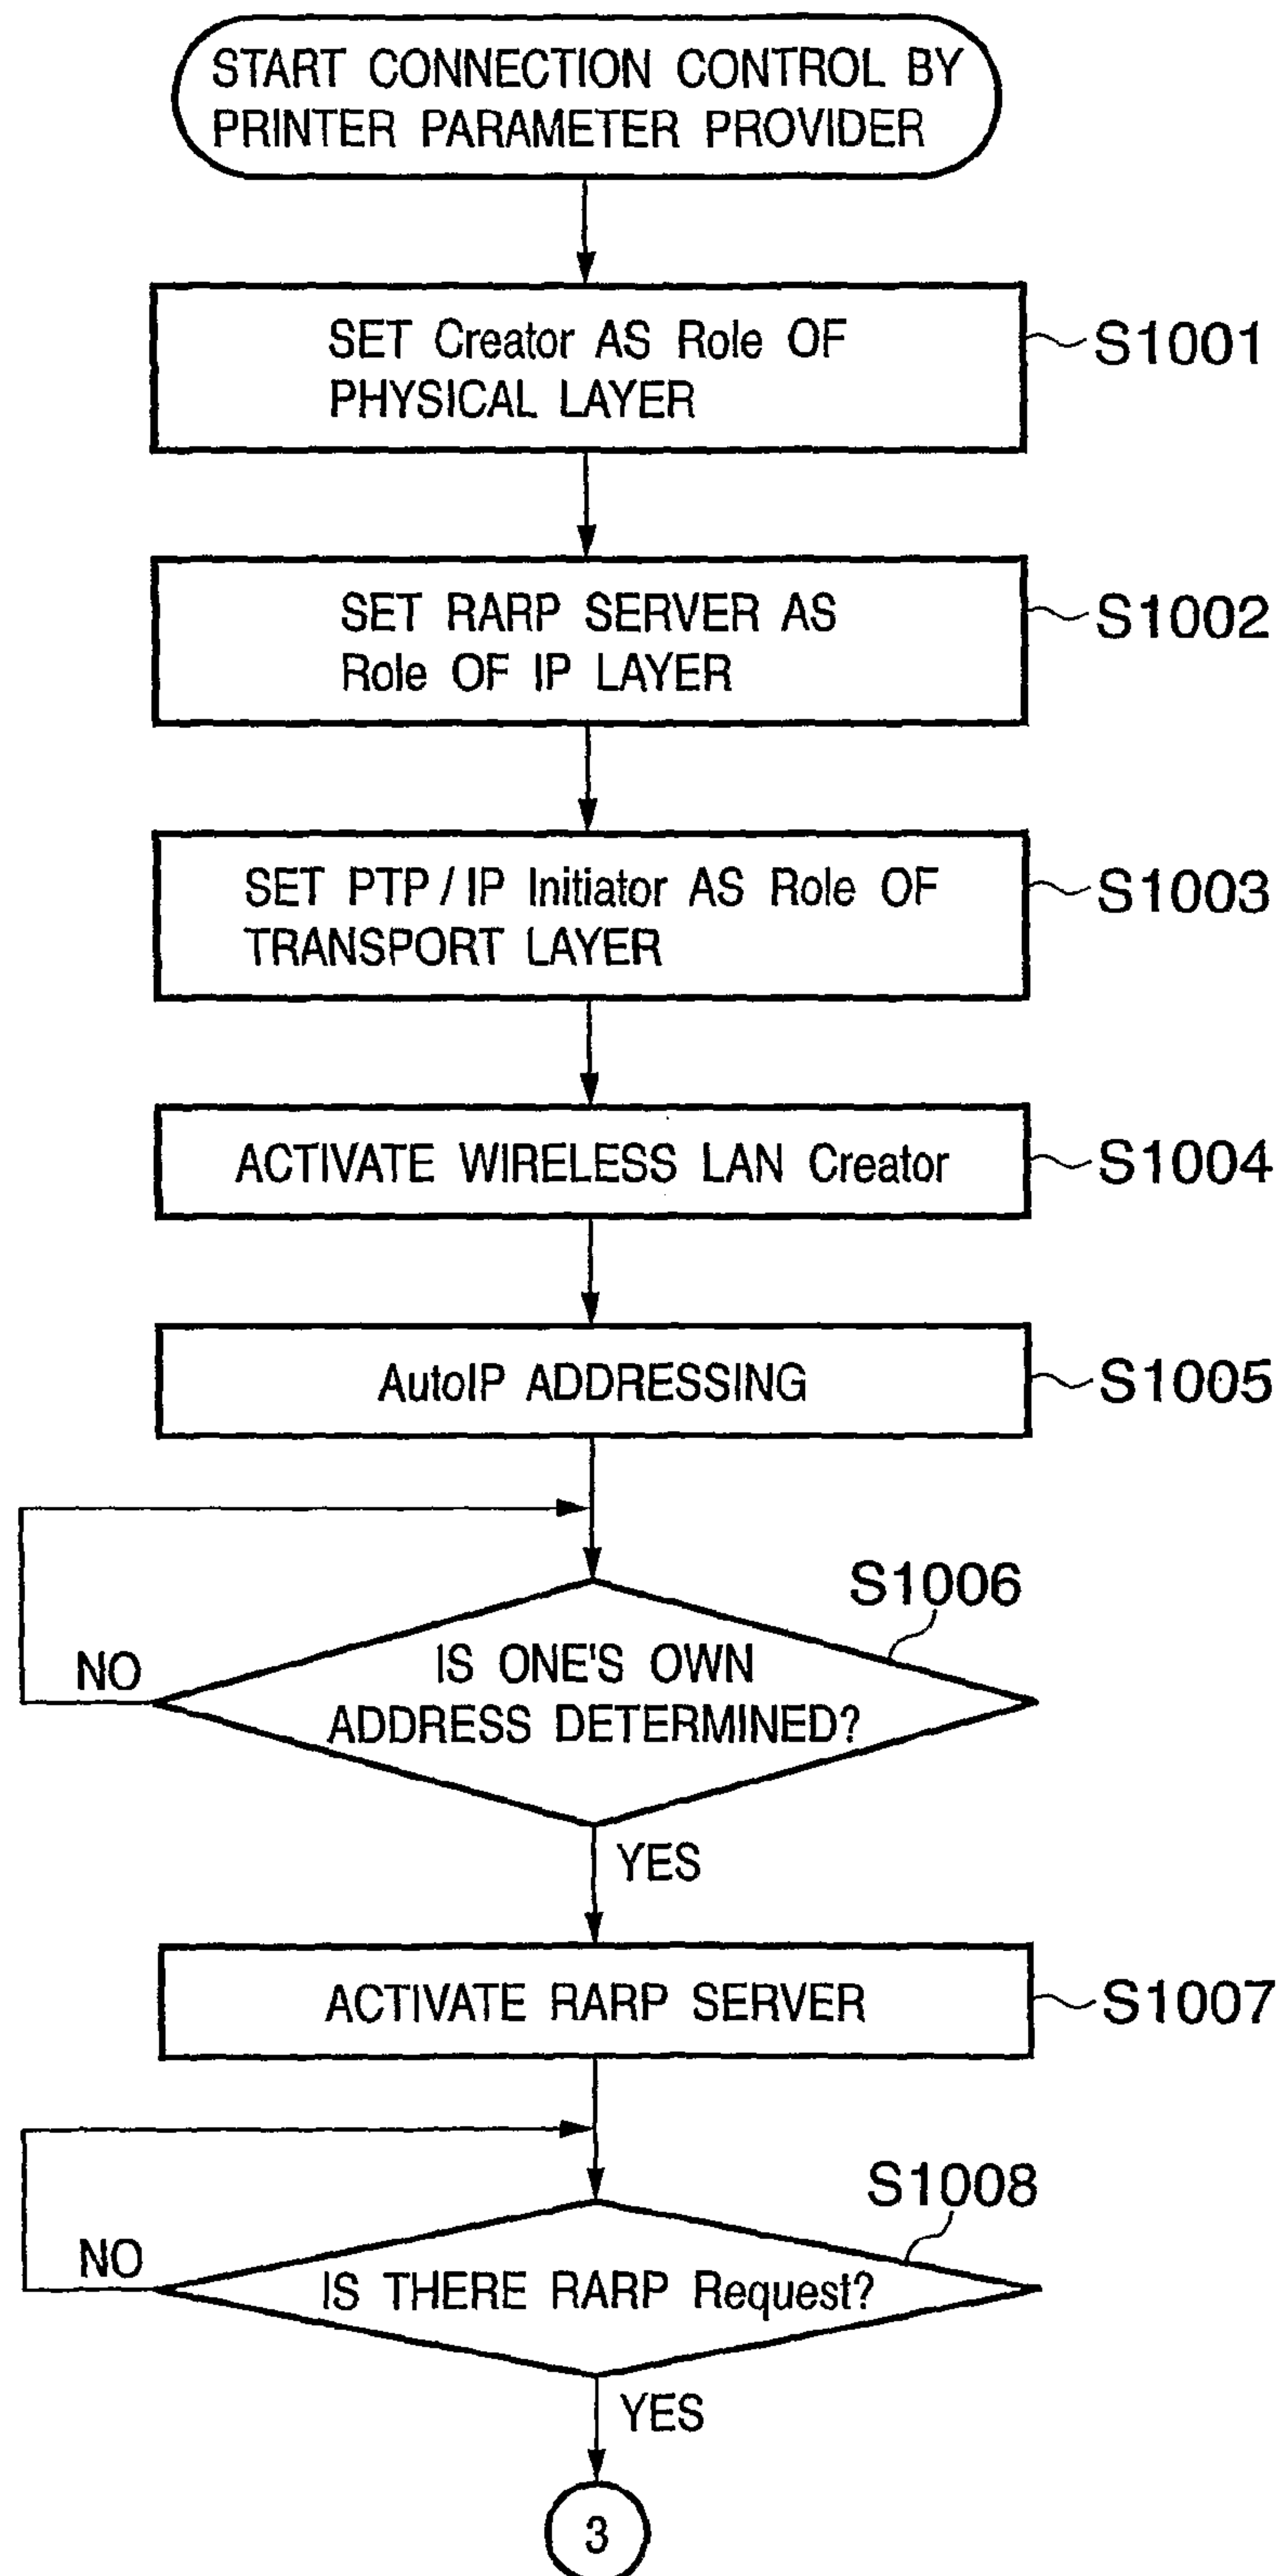 START CONNECTION CONTROL BY
PRINTER PARAMETER PROVIDER
SET Creator AS Role OF
PHYSICAL LAYER
S1001
SET RARP SERVER AS
Role OF IP LAYER
S1002
SET PTP / IP Initiator AS Role OF
TRANSPORT LAYER
S1003
ACTIVATE WIRELESS LAN Creator
S1004
AutoIP ADDRESSING
S1005
S1006
IS ONE'S OWN
ADDRESS DETERMINED?
NO
YES
ACTIVATE RARP SERVER
S1007
S1008
IS THERE RARP Request?
NO
YES
3